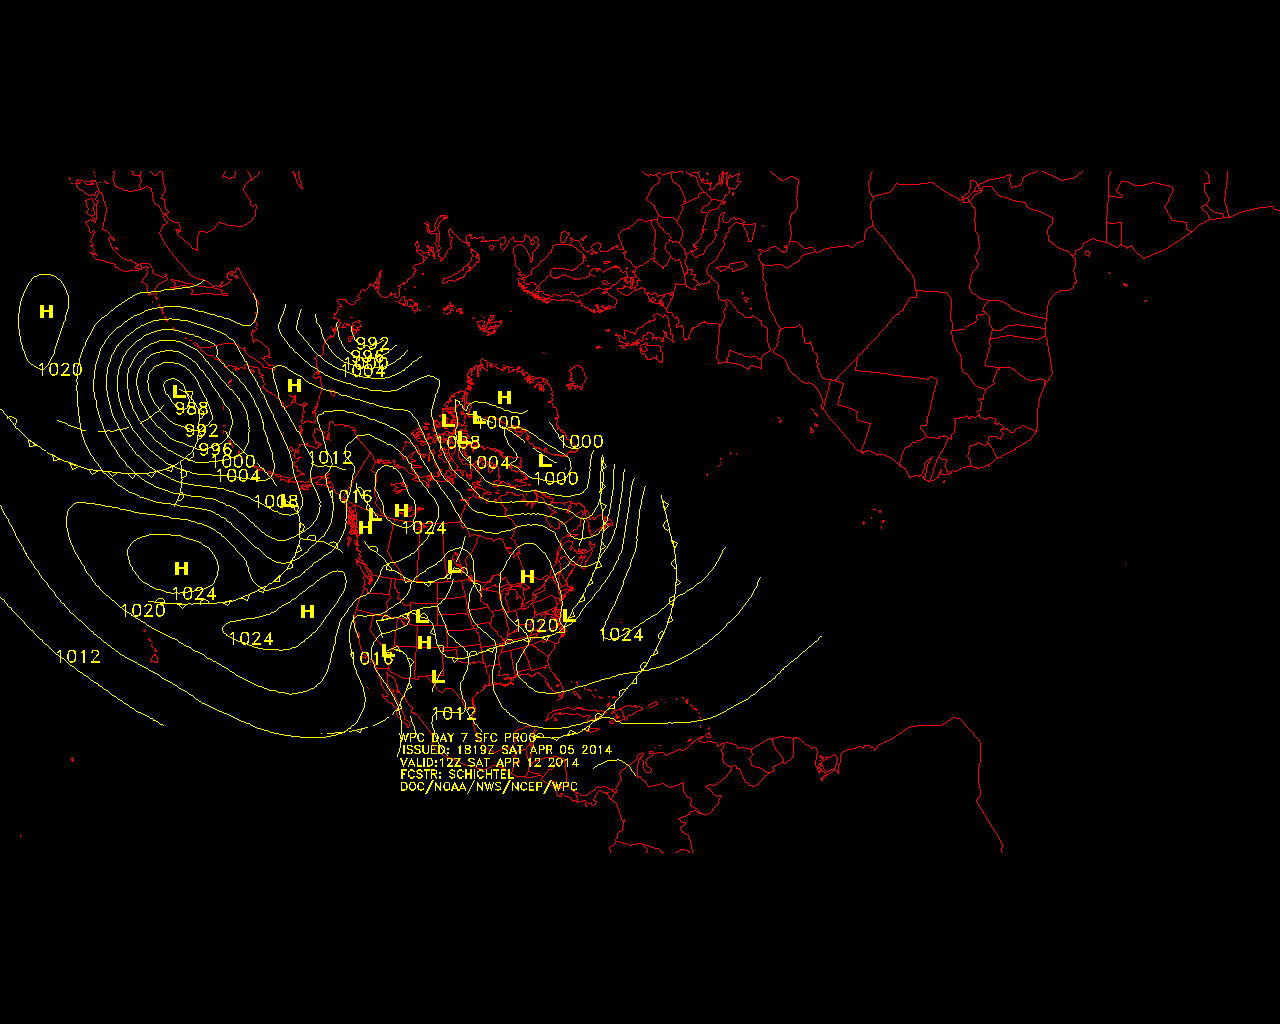 992
996
1000
1004
H
1020
H
L
988
H
L
L
1000
992
1008
L
1000
996
1000
1012
1004
L
1004
1000
1016
1008
L
H
L
H
1024
H
L
H
1024
1020
H
L
L
1020
1024
1024
H
1012
L
1016
L
1012
WPC DAY 7 SFC PROG
ISSUED: 1819Z SAT APR 05 2014
VALID:12Z SAT APR 12 2014
FCSTR: SCHICHTEL
DOC/NOAA/NWS/NCEP/WPC